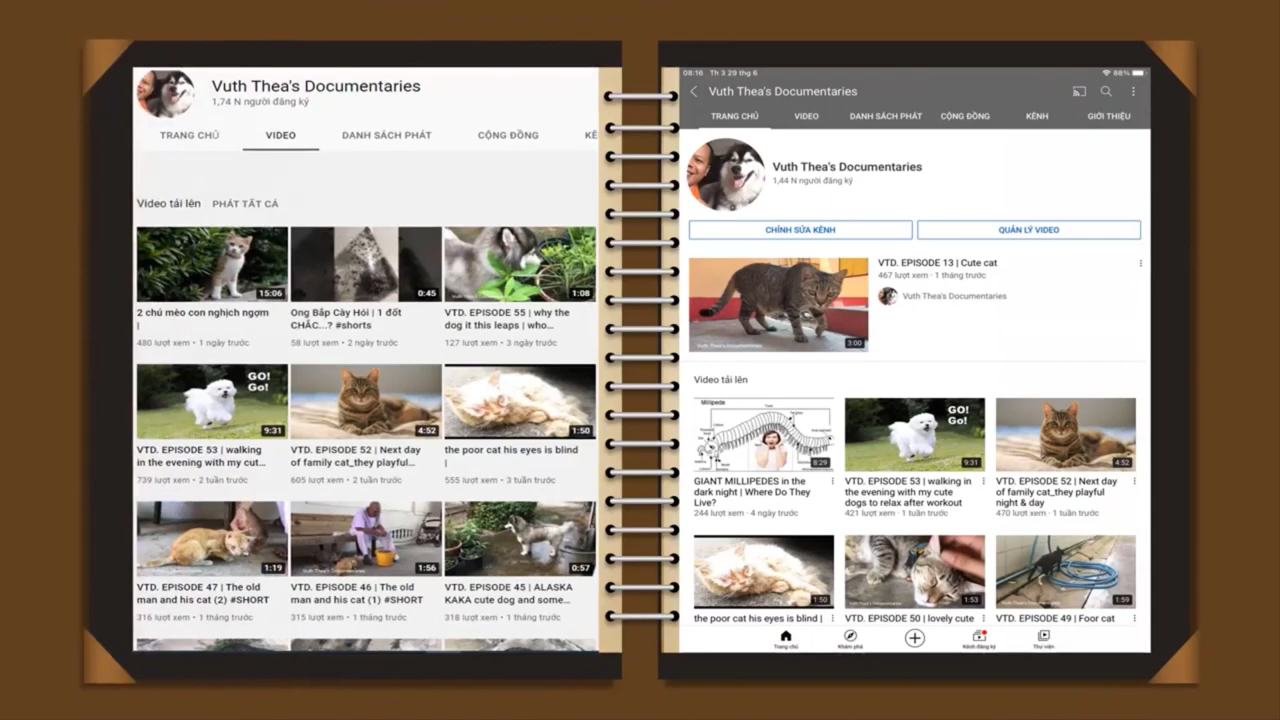 Vuth Thea's Documentaries
1,74 N người đăng ký
TRANG CHỦ VIDEO DANH SÁCH PHÁT CỘNG ĐỒNG KÊ
Video tải lên PHÁT TẤT CẢ
15:06 0:45 1:08
2 chú mèo con nghịch ngợm
|
480 lượt xem • 1 ngày trước
Ong Bắp Cày Hói | 1 đốt
CHẮC...? #shorts
58 lượt xem • 2 ngày trước
VTD. EPISODE 55 | why the
dog it this leaps | who...
127 lượt xem • 3 ngày trước
GO!
Go!
9:31 4:52 1:50
VTD. EPISODE 53 | walking
in the evening with my cut...
739 lượt xem • 2 tuần trước
VTD. EPISODE 52 | Next day
of family cat_they playful...
605 lượt xem • 2 tuần trước
the poor cat his eyes is blind
|
555 lượt xem • 3 tuần trước
1:19 1:56 0:57
VTD. EPISODE 47 | The old
man and his cat (2) #SHORT
316 lượt xem • 1 tháng trước
VTD. EPISODE 46 | The old
man and his cat (1) #SHORT
315 lượt xem • 1 tháng trước
VTD. EPISODE 45 | ALASKA
KAKA cute dog and some...
318 lượt xem • 1 tháng trước
08:16 Th 3 29 thg 6 88%
Vuth Thea's Documentaries
TRANG CHỦ VIDEO DANH SÁCH PHÁT CỘNG ĐỒNG KÊNH GIỚI THIỆU
Vuth Thea's Documentaries
1,44 N người đăng ký
CHỈNH SỬA KÊNH QUẢN LÝ VIDEO
VTD. EPISODE 13 | Cute cat
467 lượt xem · 1 tháng trước
Vuth Thea's Documentaries
Vuth Thea's Documentaries
3:00
Video tải lên
Millipede
8:29
GO!
Go!
9:31 4:52
GIANT MILLIPEDES in the
dark night | Where Do They
Live?
244 lượt xem · 4 ngày trước
VTD. EPISODE 53 | walking
in the evening with my cute
dogs to relax after workout
421 lượt xem · 1 tuần trước
VTD. EPISODE 52 | Next day
of family cat_they playful
night & day
470 lượt xem · 1 tuần trước
1:50 1:53 1:59
the poor cat his eyes is blind |
VTD. EPISODE 50 | lovely cute
VTD. EPISODE 49 | Foor cat
Trang chủ Khám phá Kênh đăng ký Thư viện